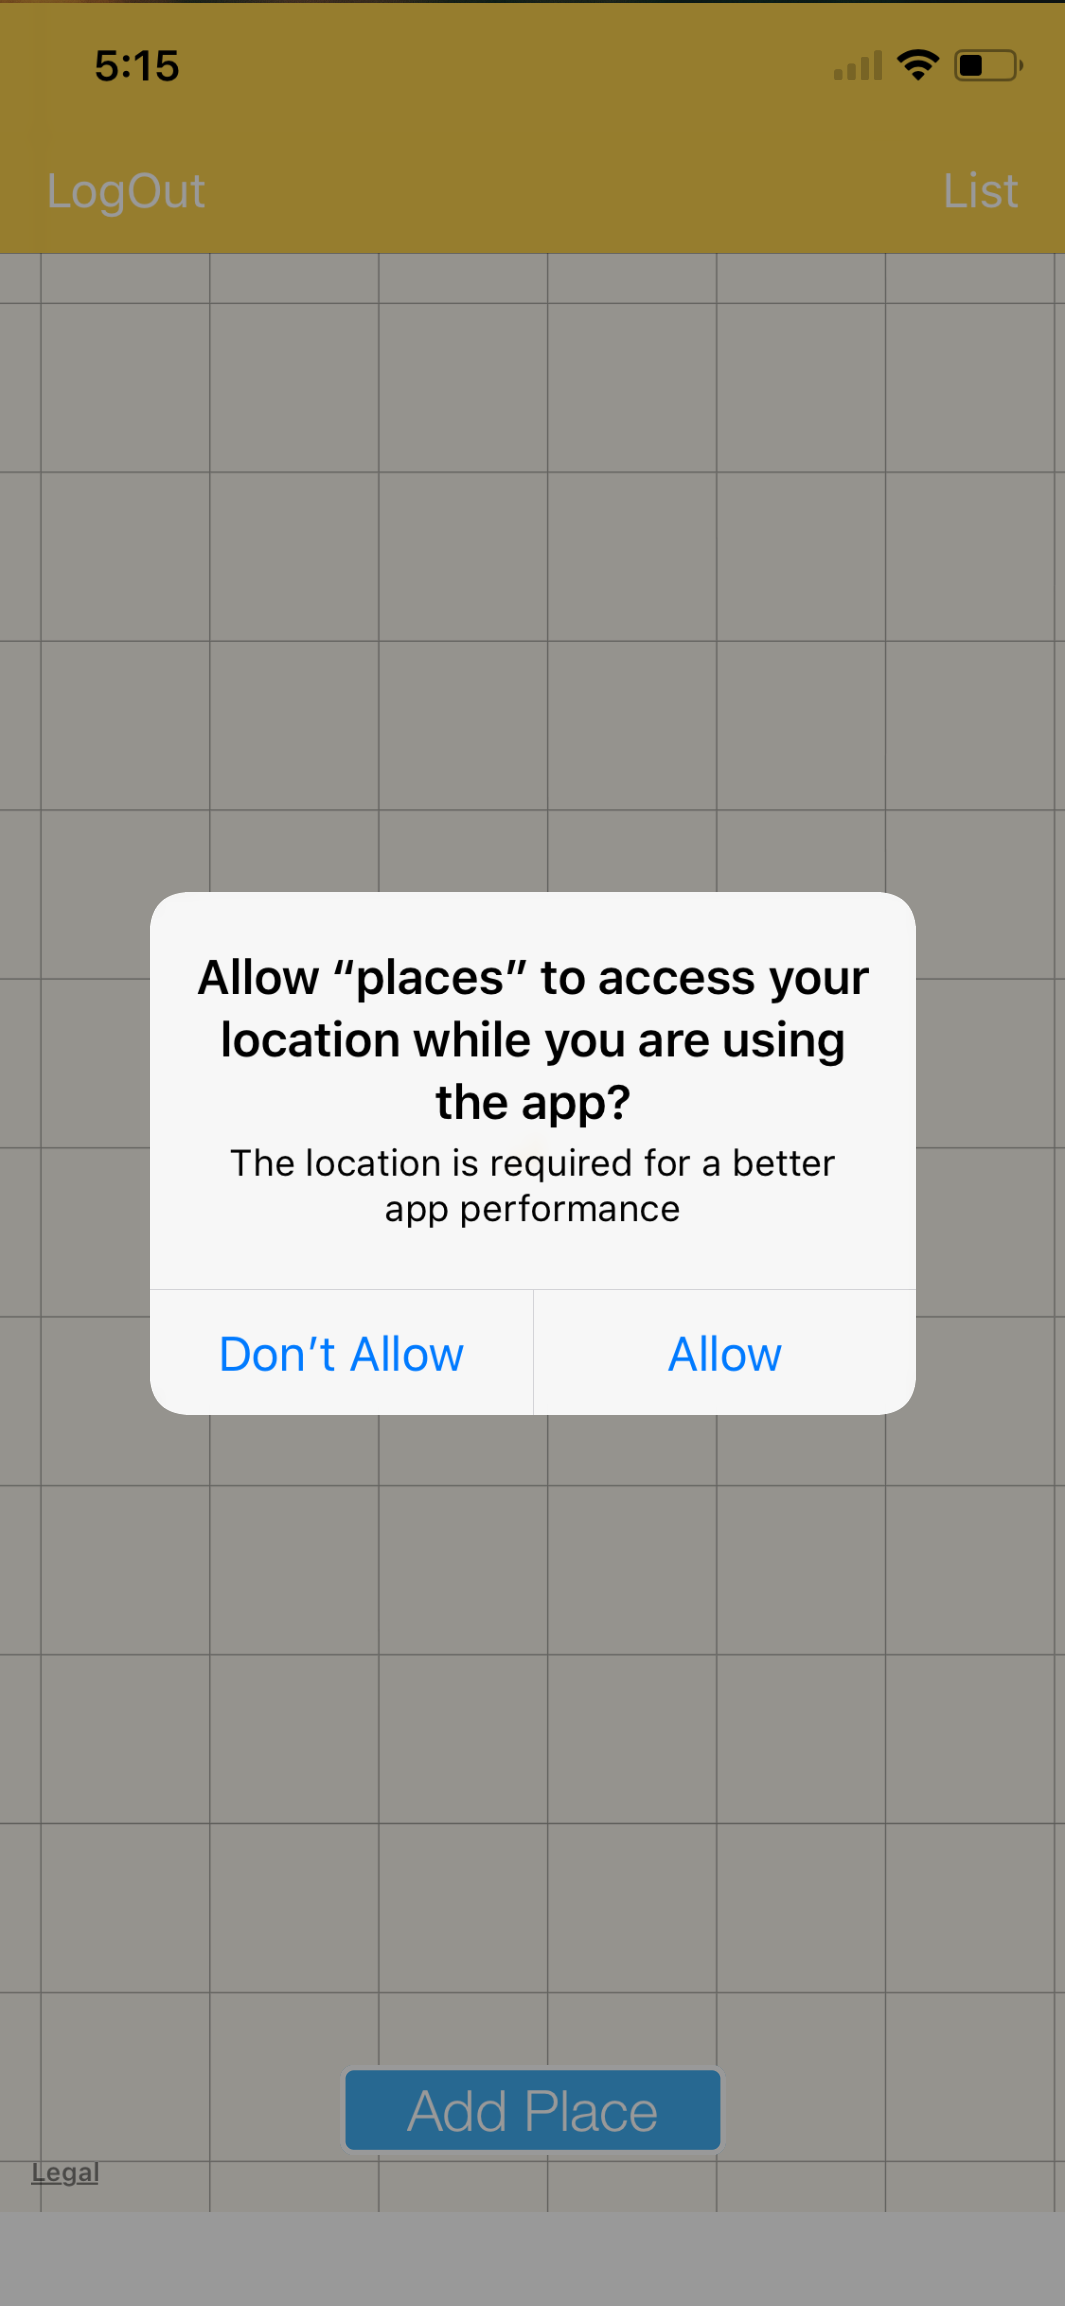 5:15
LogOut
List
Allow “places” to access your
location while you are using
the app?
The location is required for a better
app performance
Don’t Allow
Allow
Add Place
Legal